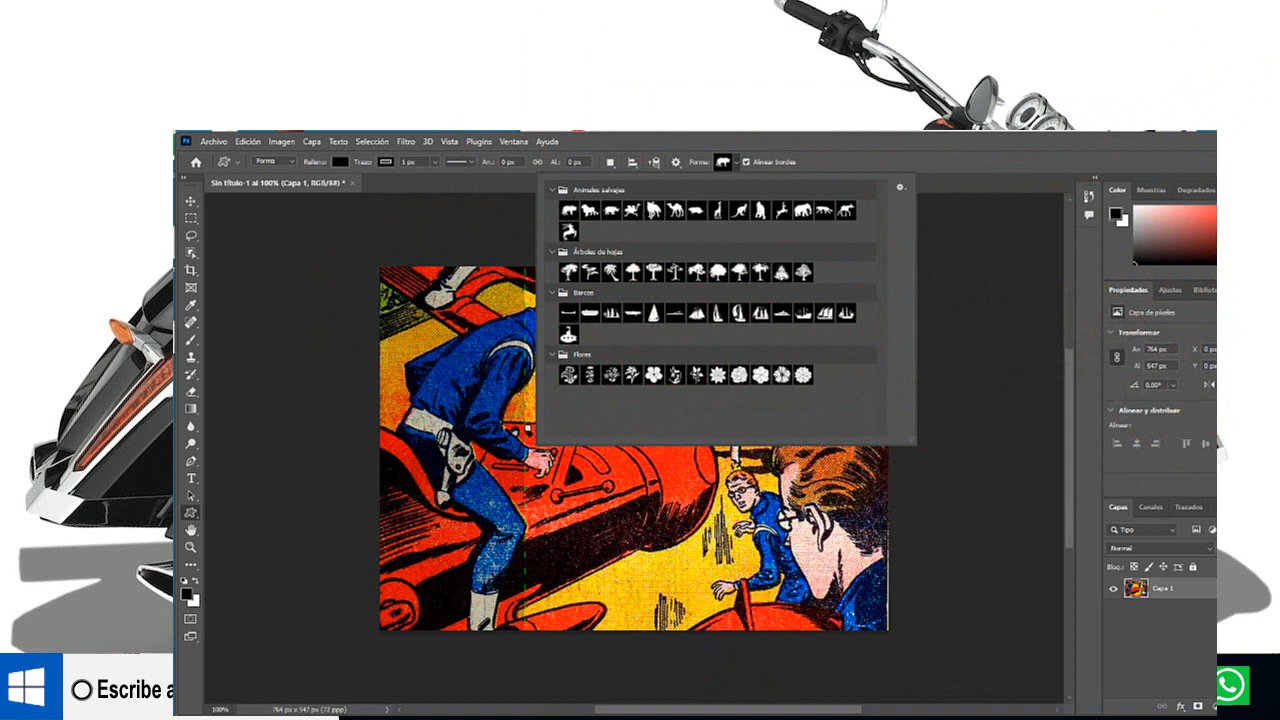 Ps Archivo Edición Imagen Capa Texto Selección Filtro 3D Vista Plugins Ventana Ayuda
Forma Relleno: Trazo: 1 px An.: 0 px Al.: 0 px Forma: Alinear bordes
Sin título-1 al 100% (Capa 1, RGB/8#) * ×
Animales salvajes
Árboles de hojas
Barcos
Flores
Color Muestras Degradados
Propiedades Ajustes Bibliote
Capa de píxeles
Transformar
An 764 px X 0 px
Al 547 px Y 0 px
0,00°
Alinear y distribuir
Alinear:
Capas Canales Trazados
Tipo
Normal
Bloq.:
Capa 1
fx
100% 764 px x 547 px (72 ppp)
Escribe a